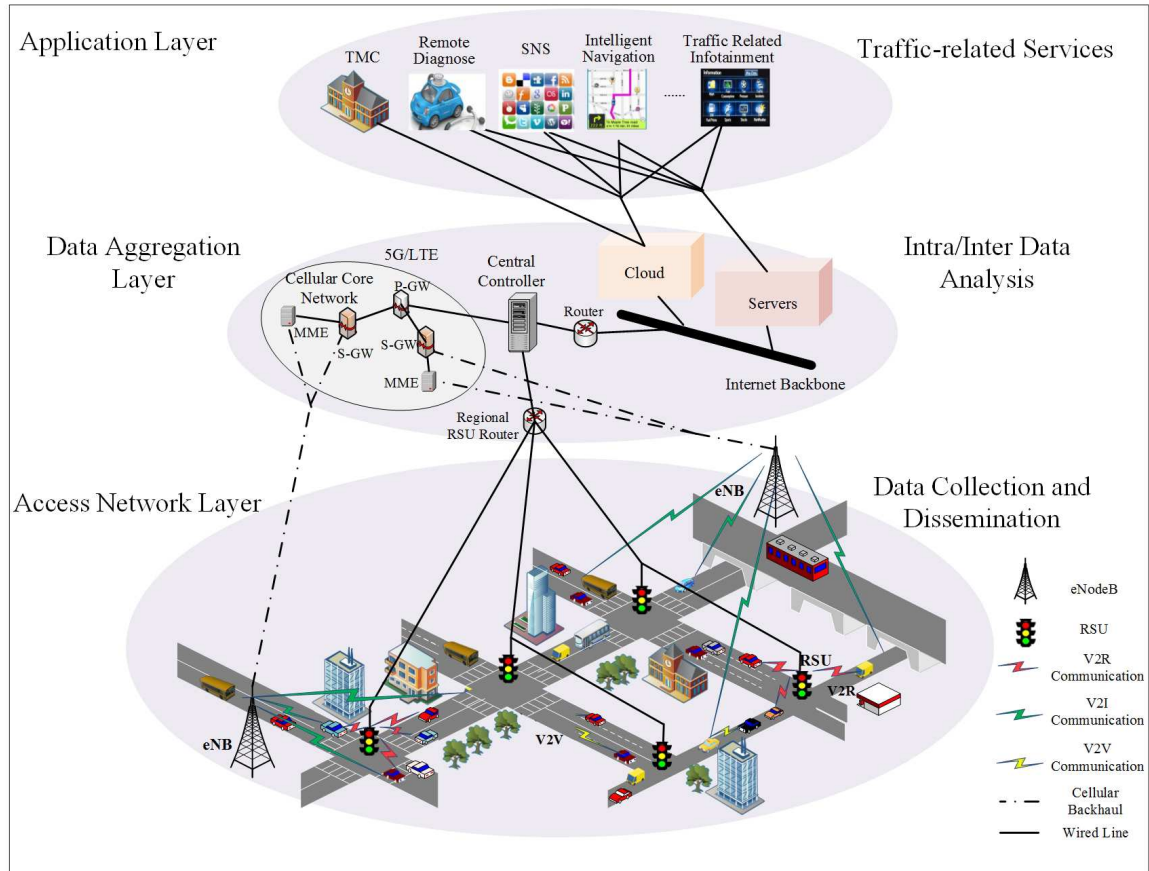 Application Layer
Traffic-related Services
TMC
Remote
Diagnose
SNS
Intelligent
Navigation
......
Traffic Related
Infotainment
Information
Data Aggregation
Layer
Intra/Inter Data
Analysis
5G/LTE
Cellular Core
Network
P-GW
MME
S-GW
S-GW
MME
Central
Controller
Router
Cloud
Servers
Internet Backbone
Regional
RSU Router
Access Network Layer
Data Collection and
Dissemination
eNB
eNB
RSU
V2R
V2V
eNodeB
RSU
V2R
Communication
V2I
Communication
V2V
Communication
Cellular
Backhaul
Wired Line